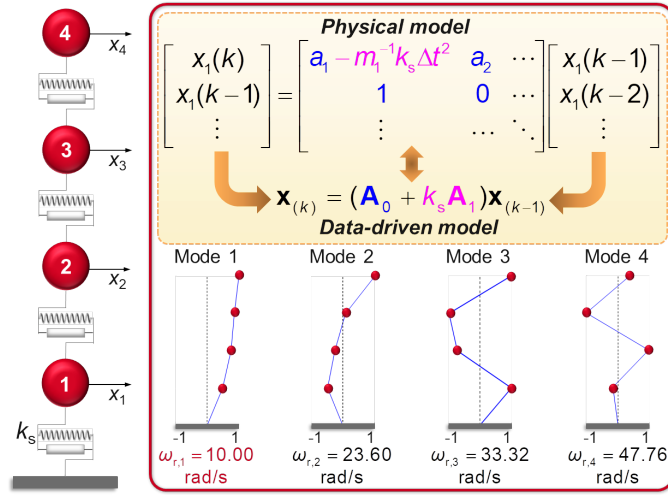 4
x₄
3
x₃
2
x₂
1
x₁
kₛ
Physical model
[x₁(k) x₁(k−1) ⋮] = [a₁ − m₁⁻¹kₛΔt² a₂ ⋯ 1 0 ⋯ ⋮ ⋯ ⋱] [x₁(k−1) x₁(k−2) ⋮]
x₍ₖ₎ = (A₀ + kₛA₁)x₍ₖ₋₁₎
Data-driven model
Mode 1 Mode 2 Mode 3 Mode 4
-1 1 -1 1 -1 1 -1 1
ωᵣ,₁ = 10.00 ωᵣ,₂ = 23.60 ωᵣ,₃ = 33.32 ωᵣ,₄ = 47.76
rad/s rad/s rad/s rad/s